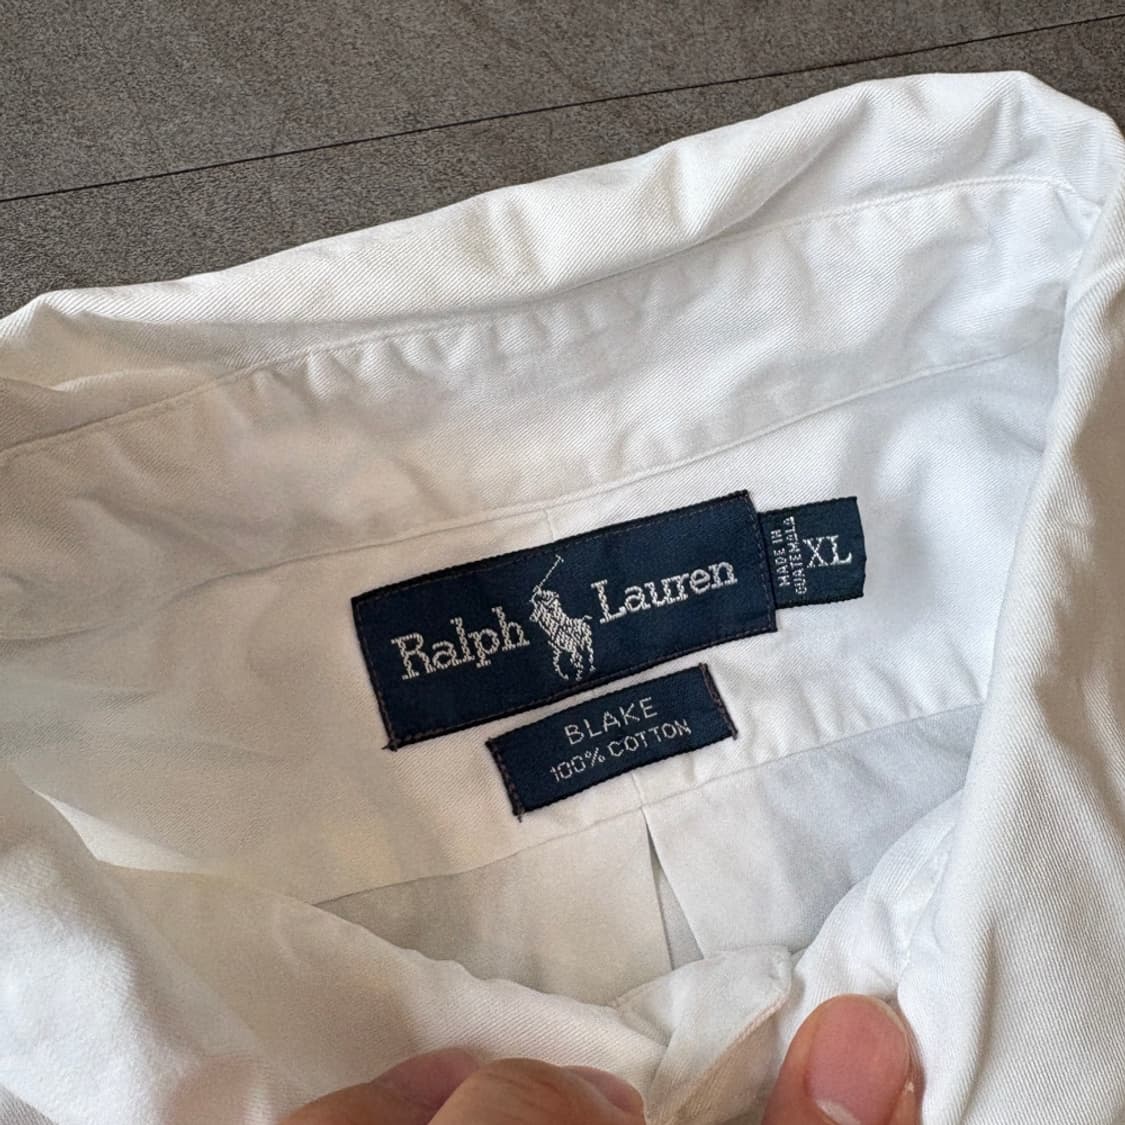 Ralph Lauren
MADE IN
GUATEMALA
XL
BLAKE
100% COTTON